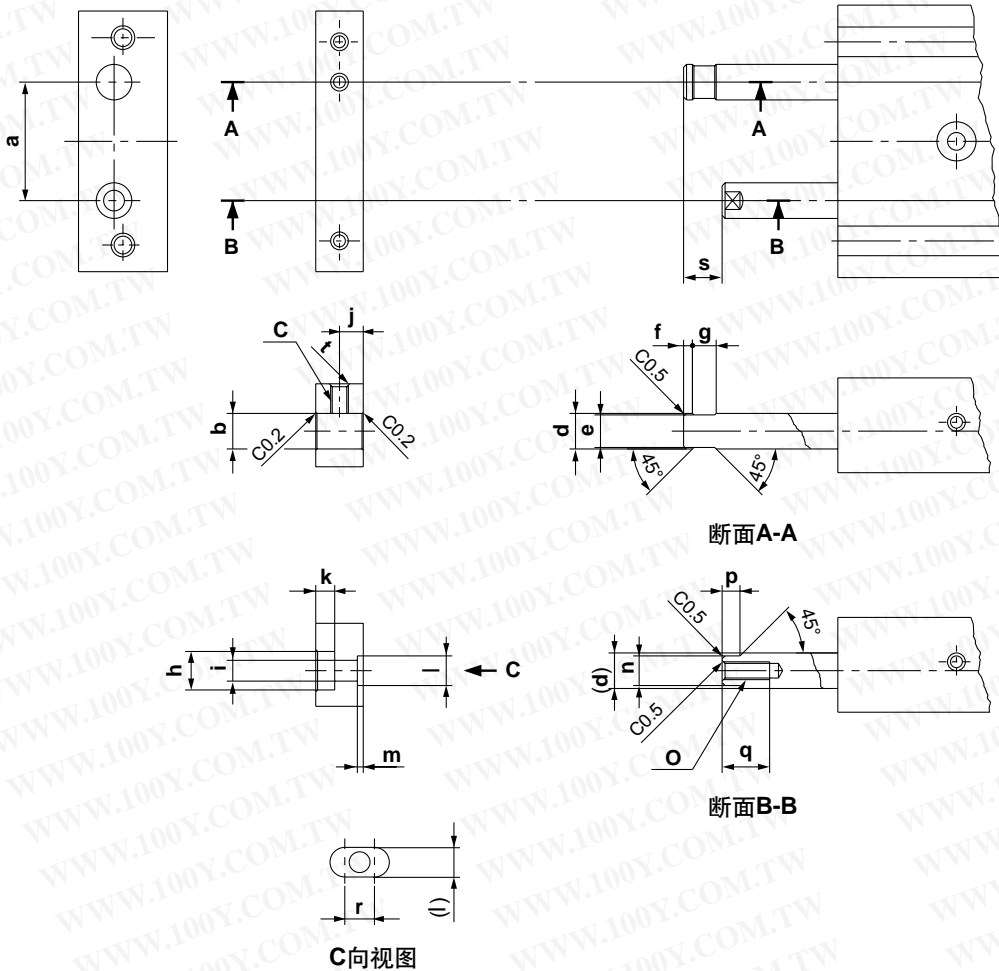 a
A
A
B
B
s
C
t
j
b
C0.2
C0.2
f
g
C0.5
d
e
45°
45°
断面A-A
k
h
i
l
C
m
p
C0.5
45°
(d)
n
C0.5
O
q
断面B-B
r
(l)
C向视图
WWW.100Y.COM.TW